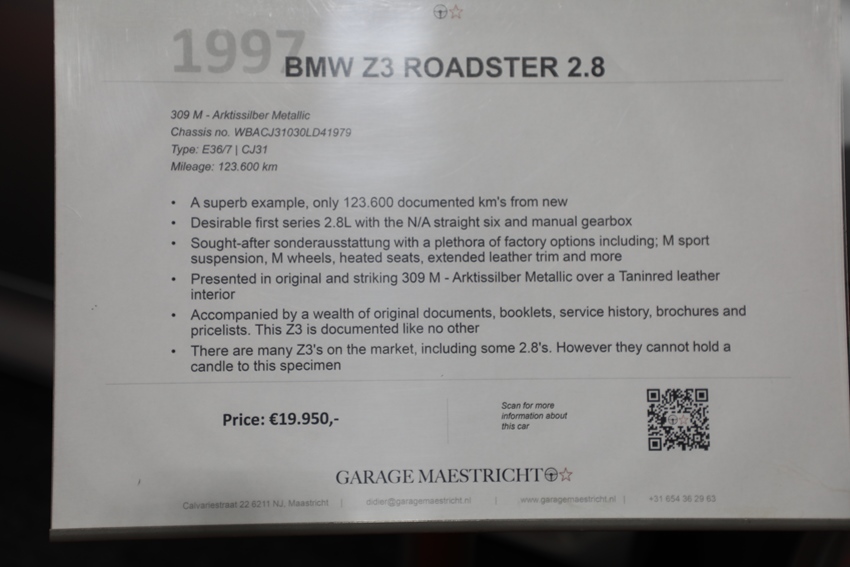 1997
BMW Z3 ROADSTER 2.8
309 M - Arktissilber Metallic
Chassis no. WBACJ31030LD41979
Type: E36/7 | CJ31
Mileage: 123.600 km
• A superb example, only 123.600 documented km's from new
• Desirable first series 2.8L with the N/A straight six and manual gearbox
• Sought-after sonderausstattung with a plethora of factory options including; M sport
suspension, M wheels, heated seats, extended leather trim and more
• Presented in original and striking 309 M - Arktissilber Metallic over a Taninred leather
interior
• Accompanied by a wealth of original documents, booklets, service history, brochures and
pricelists. This Z3 is documented like no other
• There are many Z3's on the market, including some 2.8's. However they cannot hold a
candle to this specimen
Price: €19.950,-
Scan for more
information about
this car
GARAGE MAESTRICHT
Calvariestraat 22 6211 NJ, Maastricht | didier@garagemaestricht.nl | www.garagemaestricht.nl | +31 654 36 29 63